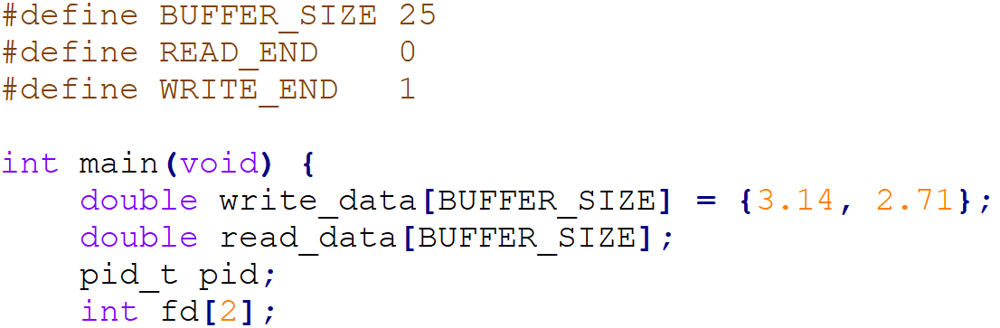 #define BUFFER_SIZE 25
#define READ_END    0
#define WRITE_END   1

int main(void) {
    double write_data[BUFFER_SIZE] = {3.14, 2.71};
    double read_data[BUFFER_SIZE];
    pid_t pid;
    int fd[2];